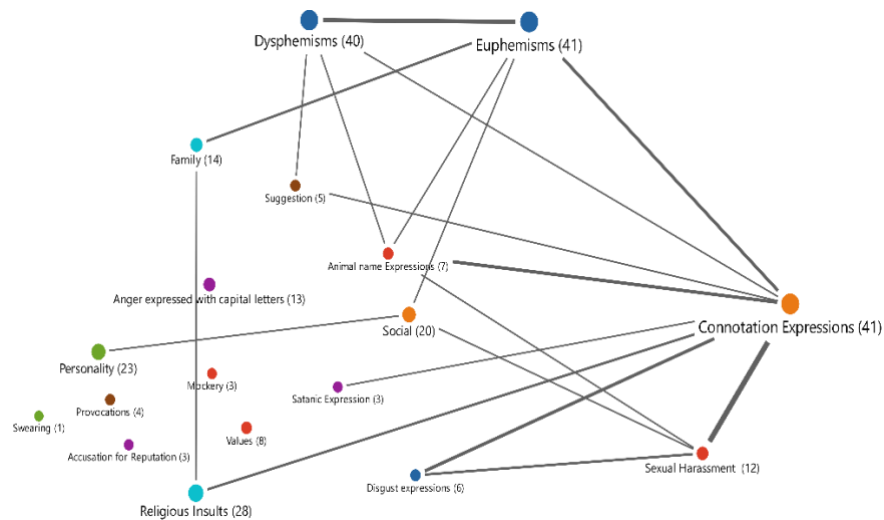 Dysphemisms (40)
Euphemisms (41)
Family (14)
Suggestion (5)
Animal name Expressions (7)
Anger expressed with capital letters (13)
Social (20)
Connotation Expressions (41)
Personality (23)
Mockery (3)
Satanic Expression (3)
Provocations (4)
Swearing (1)
Values (8)
Accusation for Reputation (3)
Sexual Harassment (12)
Disgust expressions (6)
Religious Insults (28)